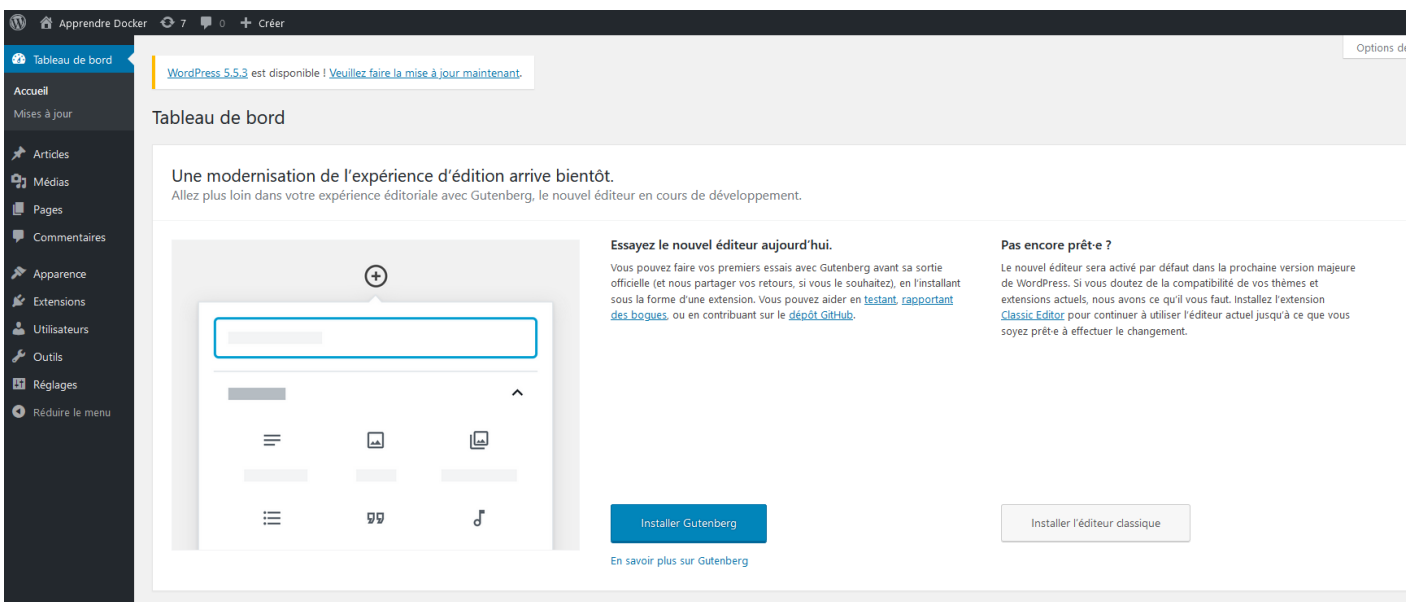 Apprendre Docker 7 0 + Créer
Options de
Tableau de bord
Accueil
Mises à jour
Articles
Médias
Pages
Commentaires
Apparence
Extensions
Utilisateurs
Outils
Réglages
Réduire le menu
WordPress 5.5.3 est disponible ! Veuillez faire la mise à jour maintenant.
Tableau de bord
Une modernisation de l’expérience d’édition arrive bientôt.
Allez plus loin dans votre expérience éditoriale avec Gutenberg, le nouvel éditeur en cours de développement.
Essayez le nouvel éditeur aujourd’hui.
Vous pouvez faire vos premiers essais avec Gutenberg avant sa sortie
officielle (et nous partager vos retours, si vous le souhaitez), en l’installant
sous la forme d’une extension. Vous pouvez aider en testant, rapportant
des bogues, ou en contribuant sur le dépôt GitHub.
Installer Gutenberg
En savoir plus sur Gutenberg
Pas encore prêt·e ?
Le nouvel éditeur sera activé par défaut dans la prochaine version majeure
de WordPress. Si vous doutez de la compatibilité de vos thèmes et
extensions actuels, nous avons ce qu’il vous faut. Installez l’extension
Classic Editor pour continuer à utiliser l’éditeur actuel jusqu’à ce que vous
soyez prêt·e à effectuer le changement.
Installer l’éditeur classique